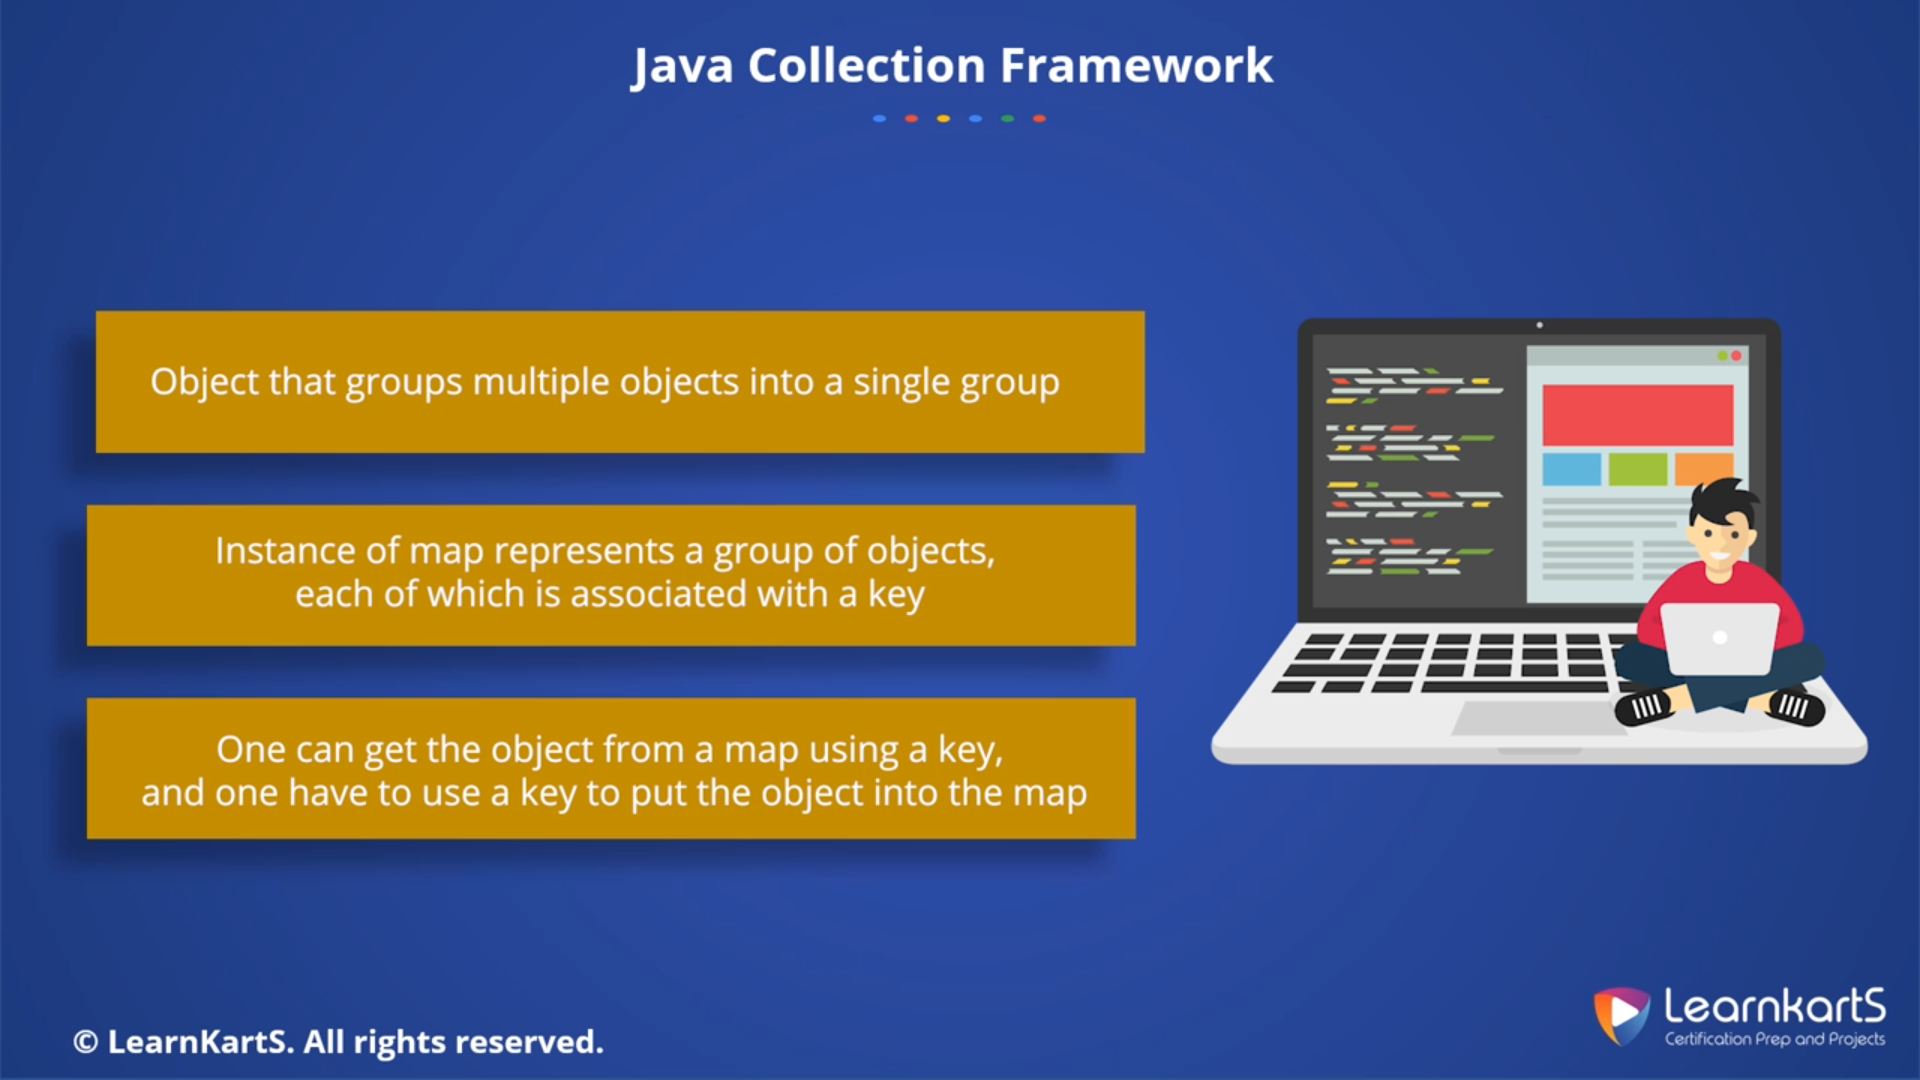 Java Collection Framework
Object that groups multiple objects into a single group
Instance of map represents a group of objects,
each of which is associated with a key
One can get the object from a map using a key,
and one have to use a key to put the object into the map
© LearnKartS. All rights reserved.
LearnkartS
Certification Prep and Projects